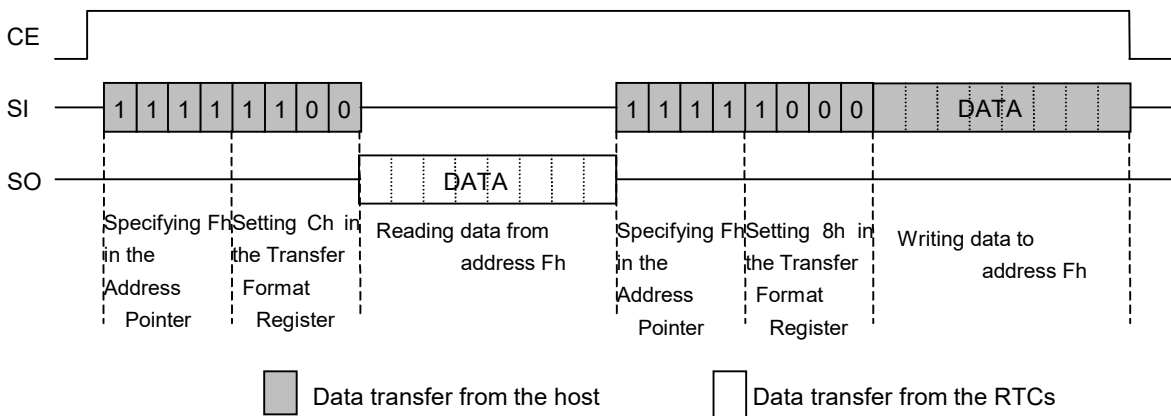 CE
SI
1 1 1 1 1 1 0 0
1 1 1 1 1 0 0 0
DATA
SO
DATA
Specifying Fh
in the
Address
Pointer
Setting Ch in
the Transfer
Format
Register
Reading data from
address Fh
Specifying Fh
in the
Address
Pointer
Setting 8h in
the Transfer
Format
Register
Writing data to
address Fh
Data transfer from the host
Data transfer from the RTCs